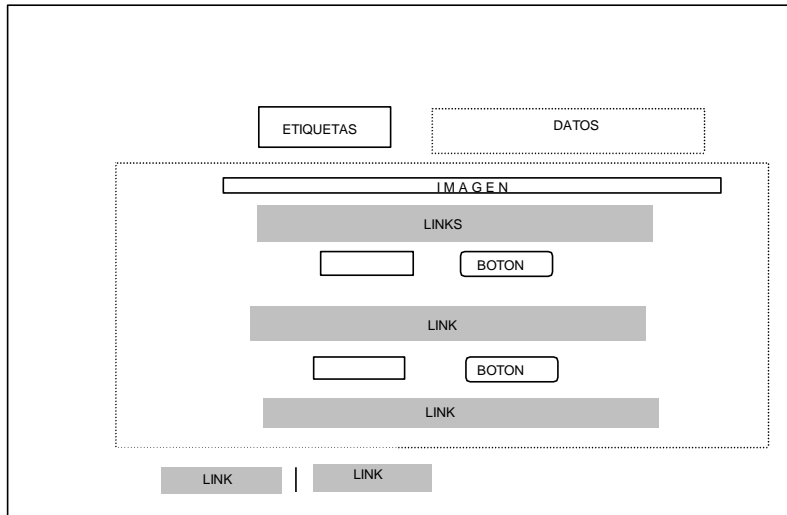 ETIQUETAS
DATOS
I M A G E N
LINKS
BOTON
LINK
BOTON
LINK
LINK
LINK